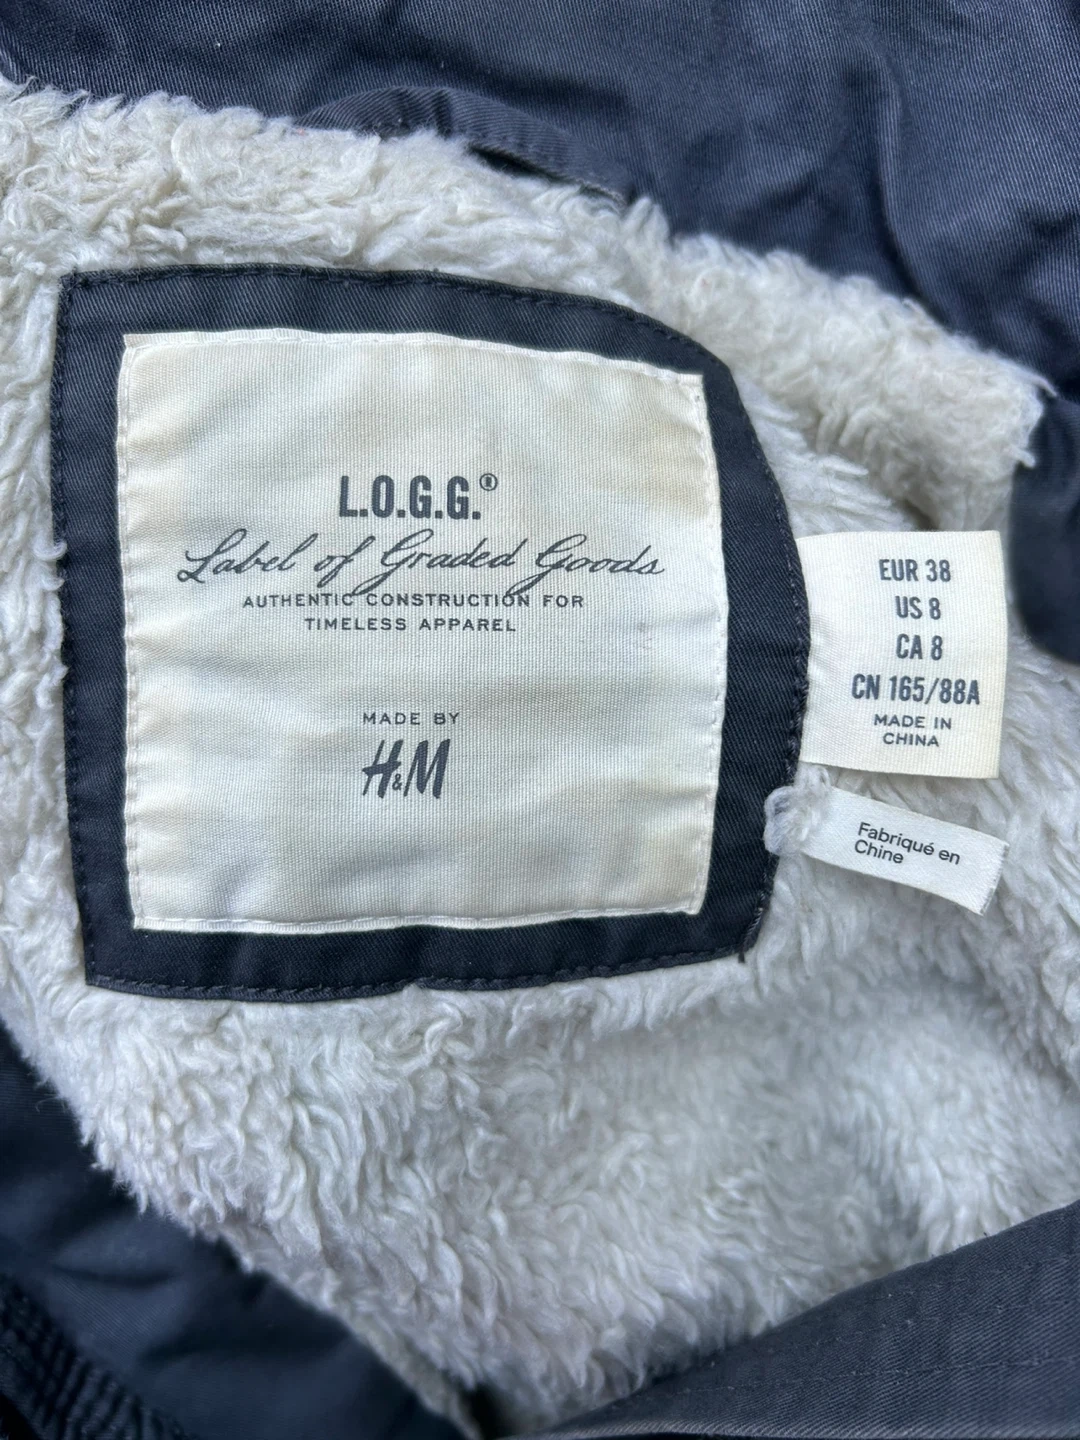 L.O.G.G.®
Label of Graded Goods
AUTHENTIC CONSTRUCTION FOR
TIMELESS APPAREL
MADE BY
H&M
EUR 38
US 8
CA 8
CN 165/88A
MADE IN
CHINA
Fabriqué en
Chine